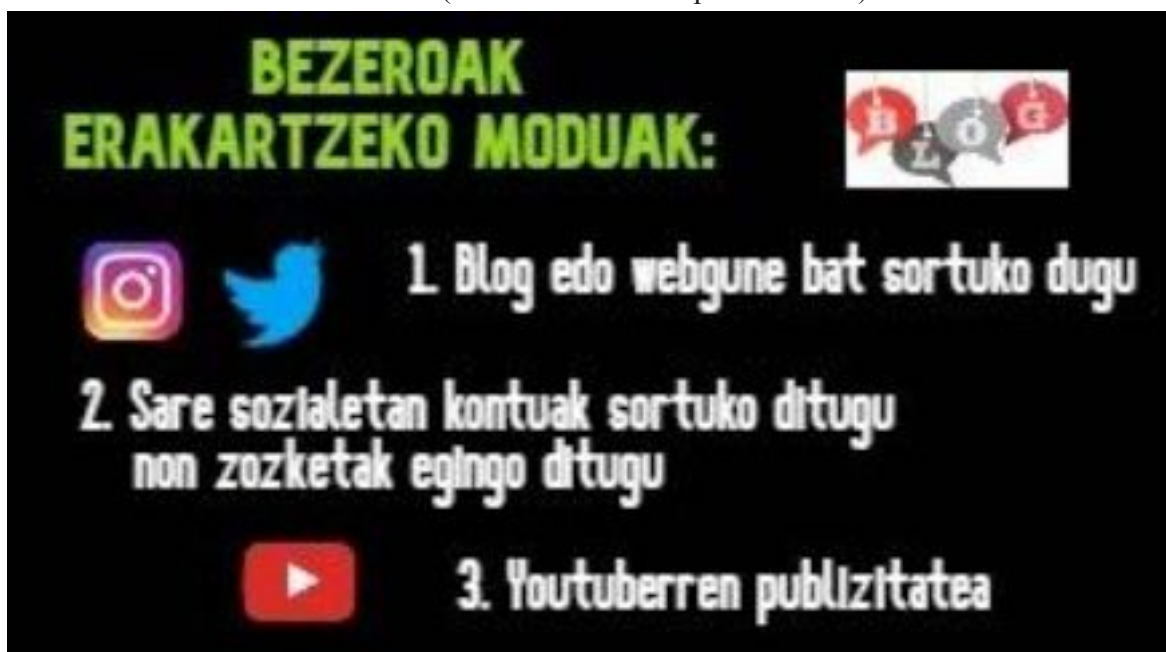 BEZEROAK
ERAKARTZEKO MODUAK:
BLOG
1. Blog edo webgune bat sortuko dugu
2. Sare sozialetan kontuak sortuko ditugu
non zozketak egingo ditugu
3. Youtuberren publizitatea